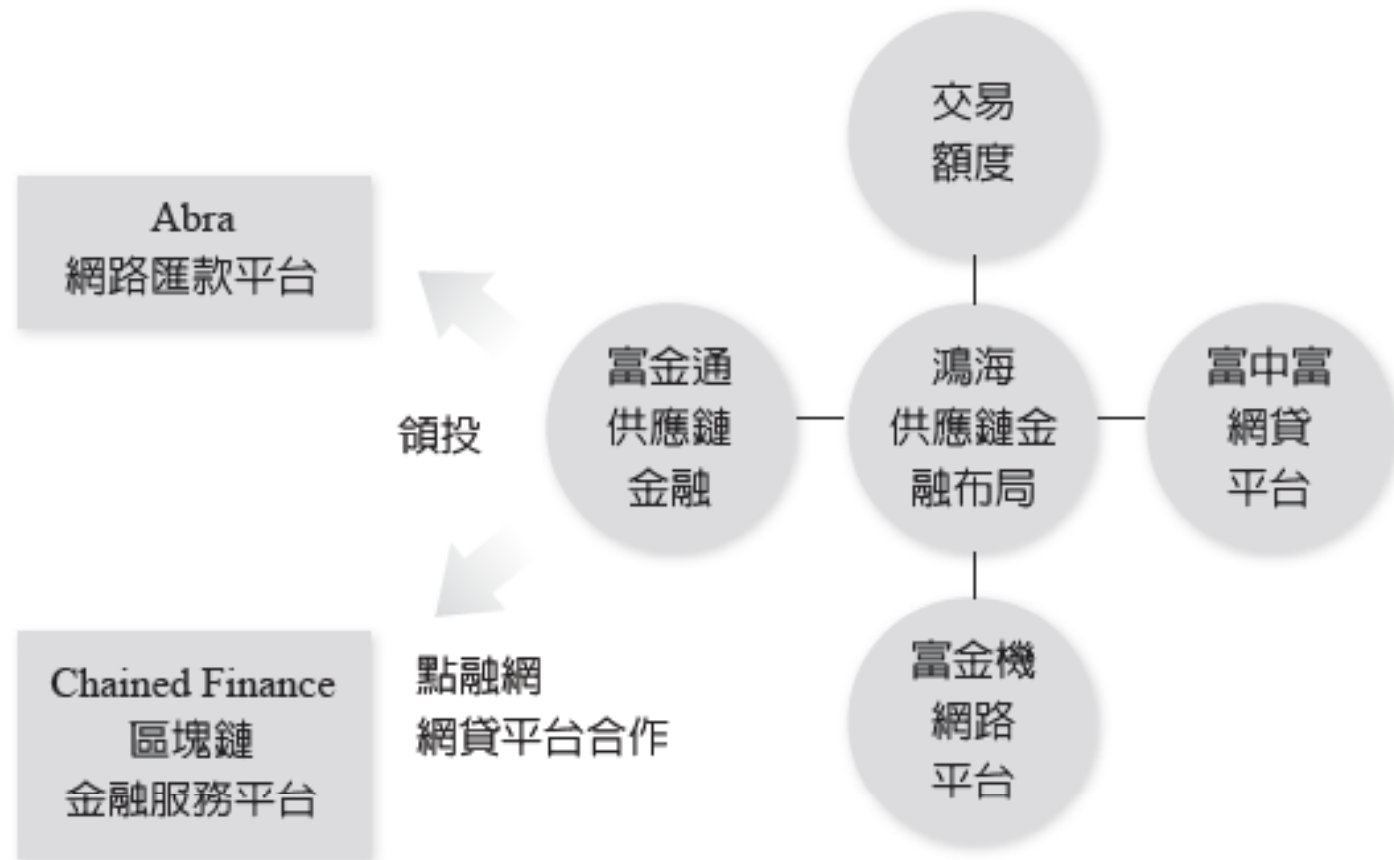 交易
額度
Abra
網路匯款平台
領投
富金通
供應鏈
金融
鴻海
供應鏈金
融布局
富中富
網貸
平台
Chained Finance
區塊鏈
金融服務平台
點融網
網貸平台合作
富金機
網路
平台